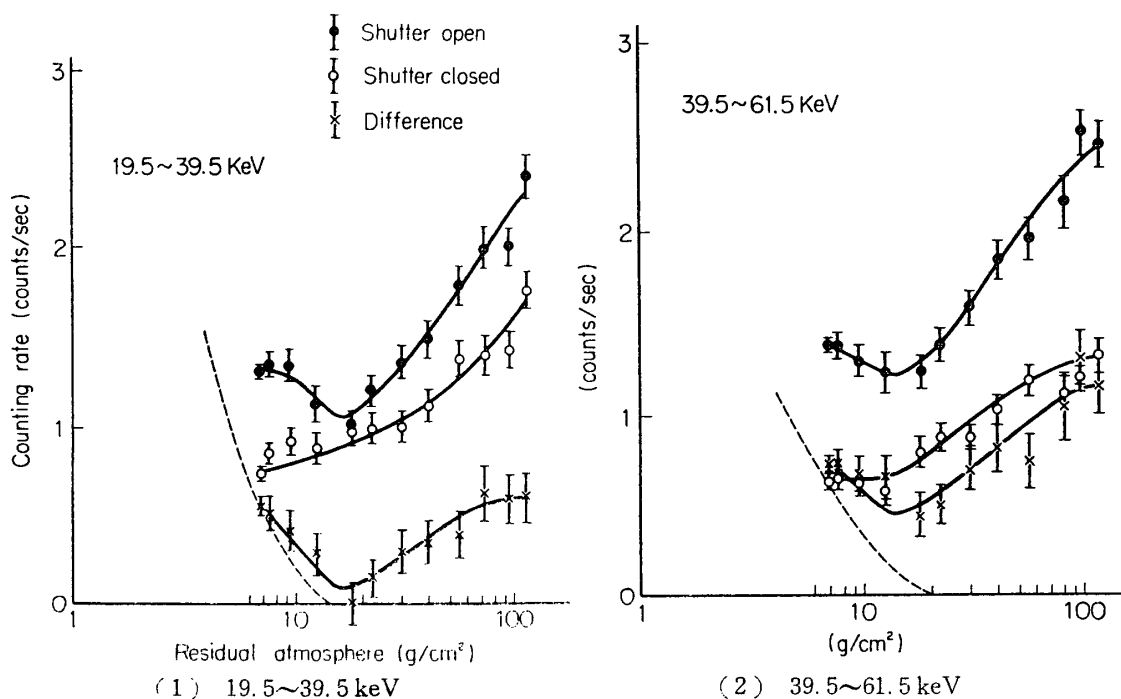 Shutter open
Shutter closed
Difference
19.5~39.5 KeV
Counting rate (counts/sec)
3
2
1
0
1
10
100
Residual atmosphere (g/cm²)
(1) 19.5~39.5 keV
39.5~61.5 KeV
(counts/sec)
3
2
1
0
1
10
100
(g/cm²)
(2) 39.5~61.5 keV